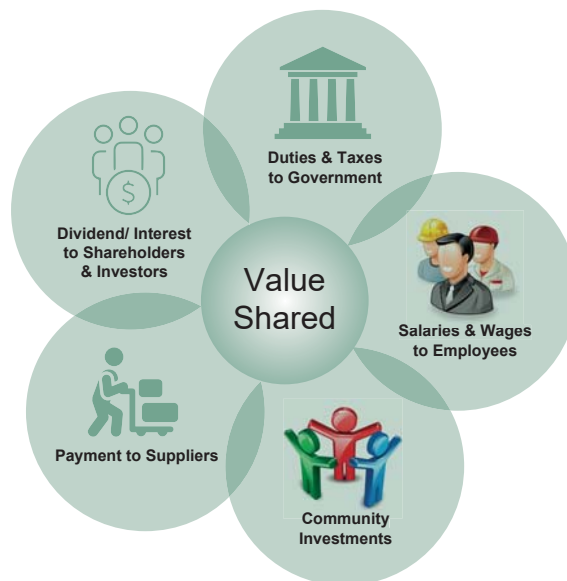 Duties & Taxes
to Government
Dividend/ Interest
to Shareholders
& Investors
$
Value
Shared
Salaries & Wages
to Employees
Payment to Suppliers
Community
Investments